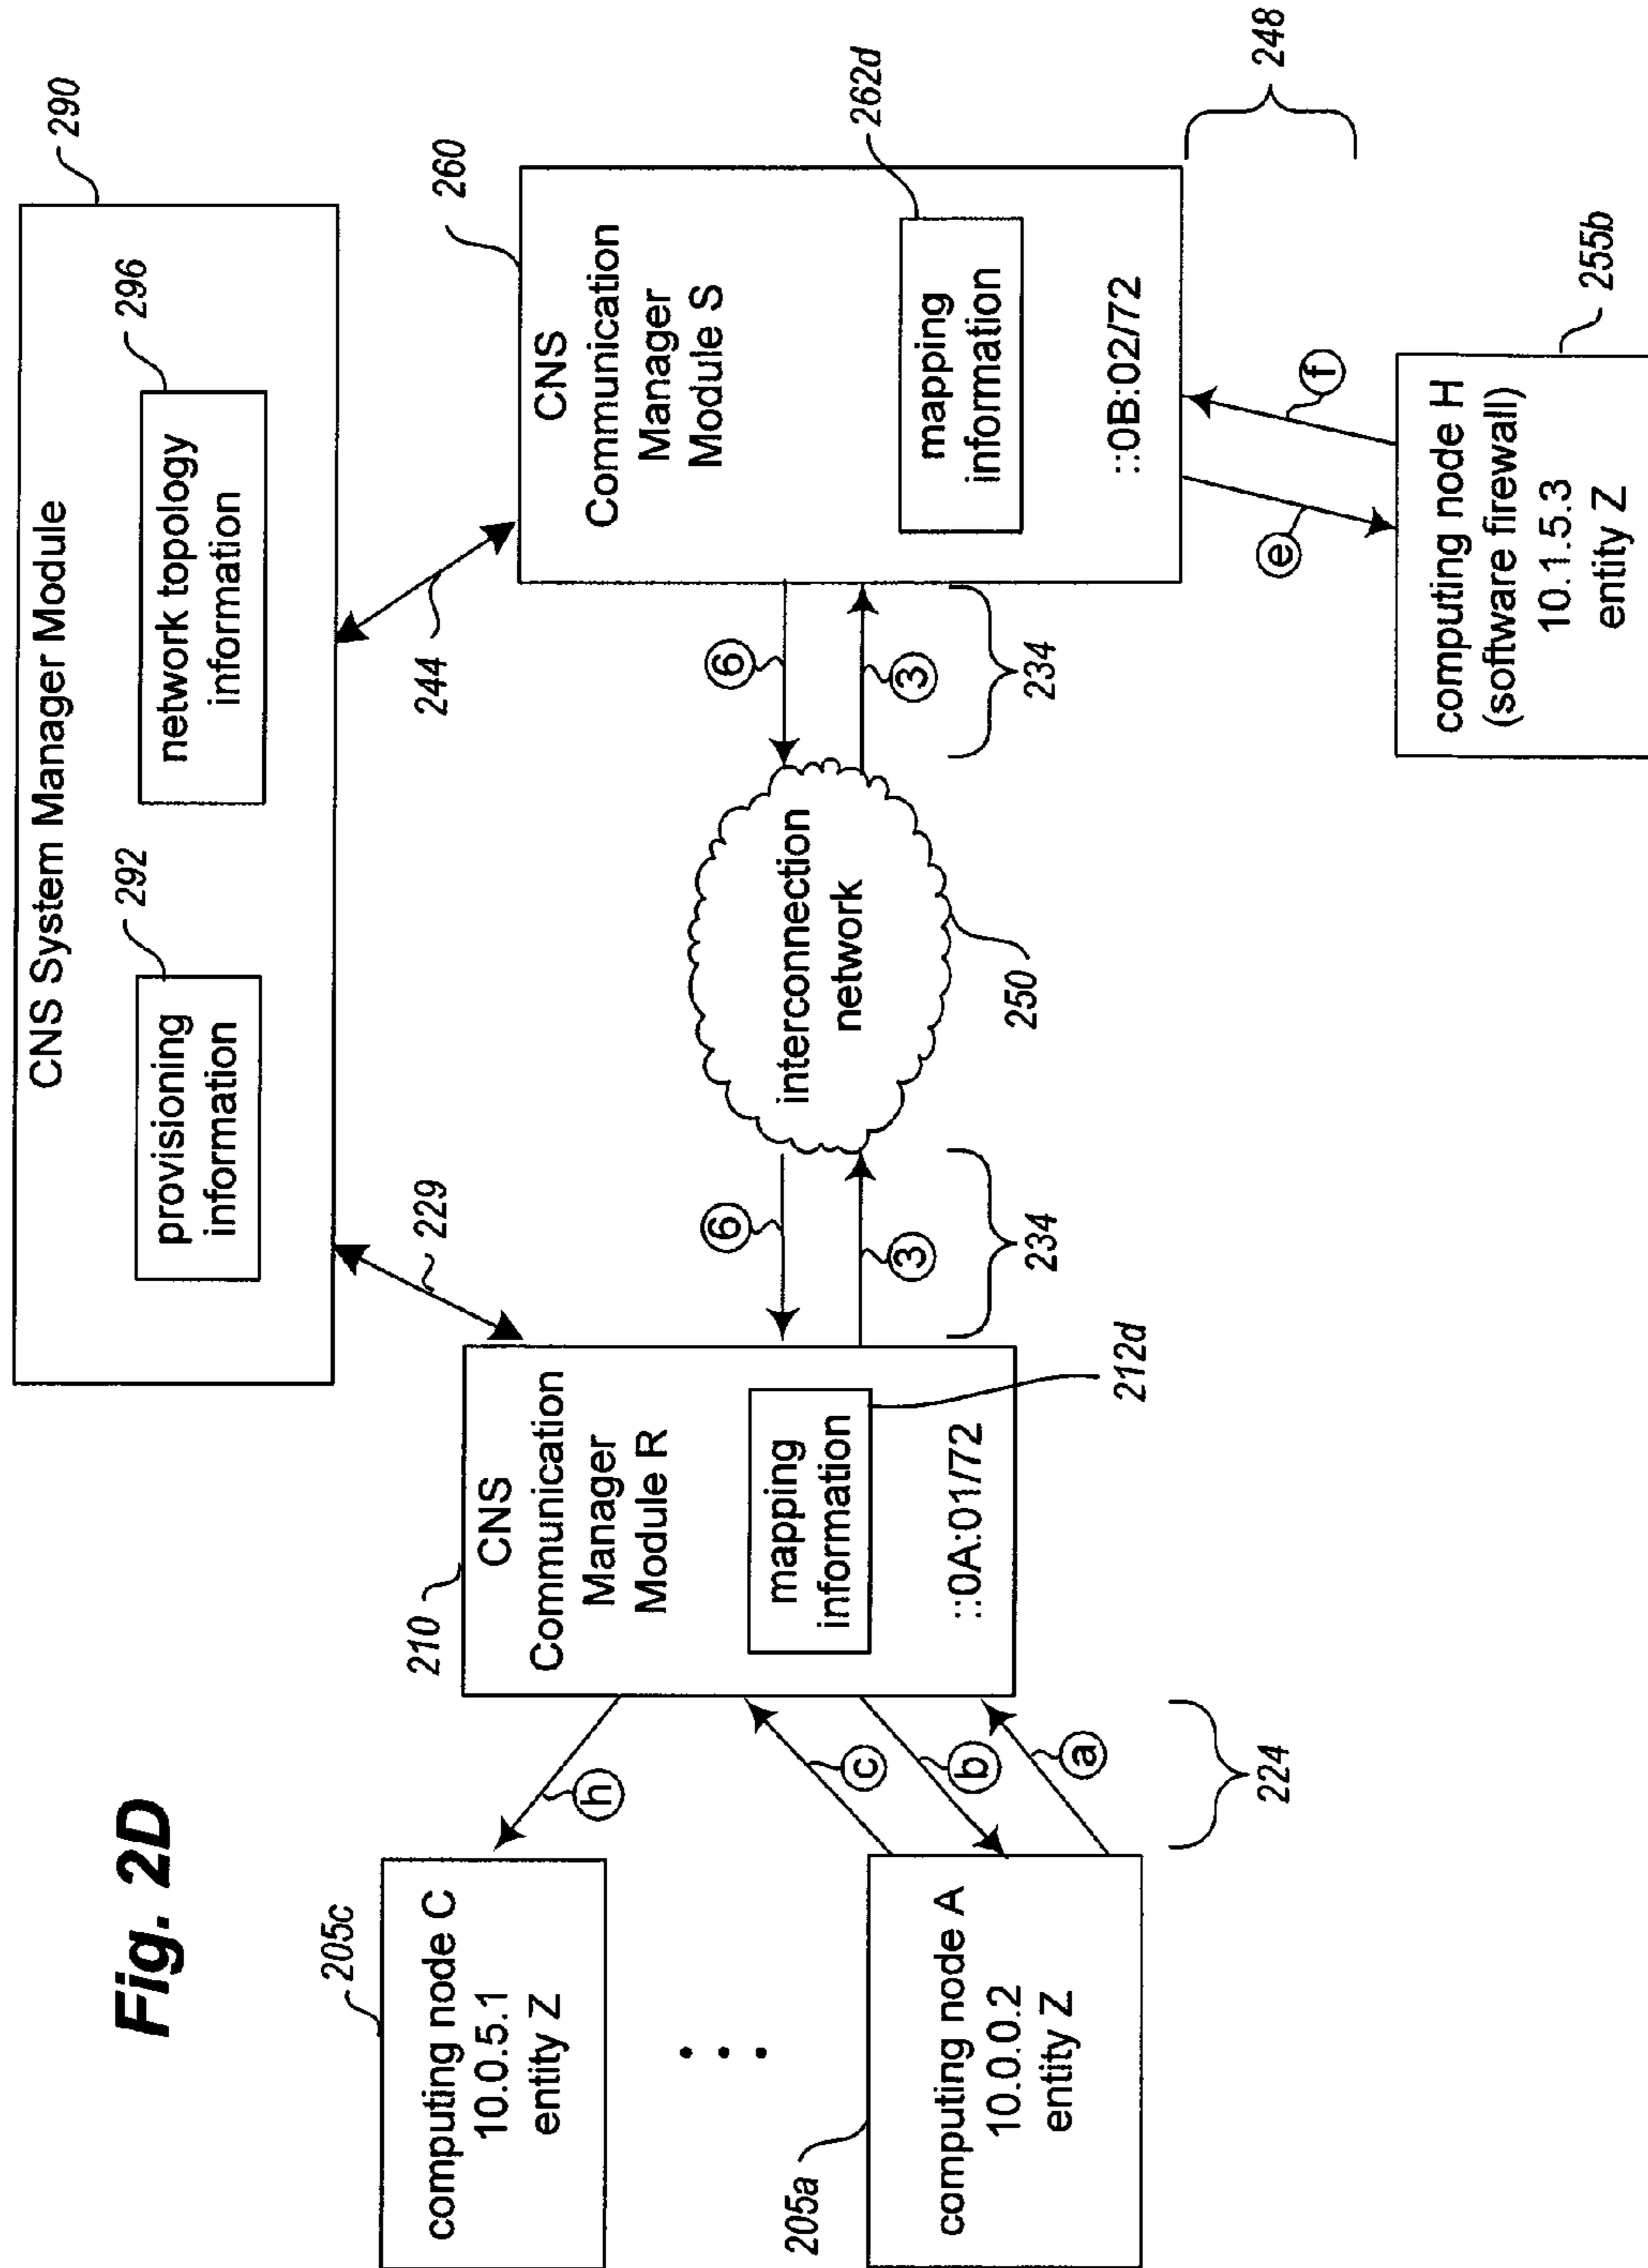 Fig. 2D
CNS System Manager Module
290
provisioning
information
292
network topology
information
296
229
244
210
CNS
Communication
Manager
Module R
mapping
information
212d
::0A:01/72
260
CNS
Communication
Manager
Module S
mapping
information
262d
::0B:02/72
6
3
234
interconnection
network
250
6
3
234
205c
computing node C
10.0.5.1
entity Z
205a
computing node A
10.0.0.2
entity Z
h
c
b
a
224
e
f
248
255b
computing node H
(software firewall)
10.1.5.3
entity Z